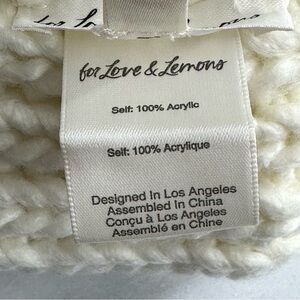 for Love & Lemons
Self: 100% Acrylic
Self: 100% Acrylique
Designed In Los Angeles
Assembled In China
Conçu à Los Angeles
Assemblé en Chine